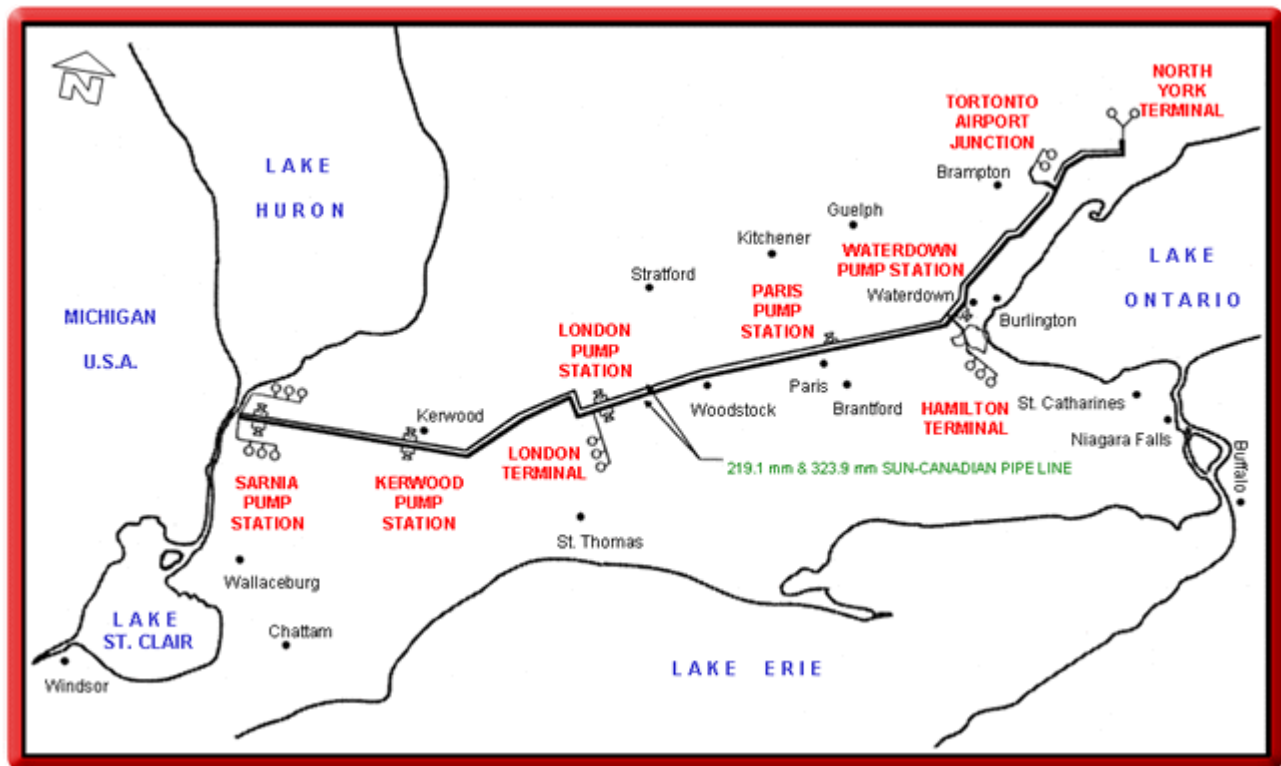 N
NORTH
YORK
TERMINAL
TORTONTO
AIRPORT
JUNCTION
Brampton
LAKE
HURON
Guelph
Kitchener
WATERDOWN
PUMP STATION
LAKE
ONTARIO
Stratford
PARIS
PUMP
STATION
Waterdown
Burlington
MICHIGAN
U.S.A.
LONDON
PUMP
STATION
Paris
Woodstock
Brantford
St. Catharines
HAMILTON
TERMINAL
Niagara Falls
Buffalo
Kerwood
LONDON
TERMINAL
219.1 mm & 323.9 mm SUN-CANADIAN PIPE LINE
SARNIA
PUMP
STATION
KERWOOD
PUMP
STATION
St. Thomas
Wallaceburg
LAKE
ST. CLAIR
Chattam
LAKE ERIE
Windsor